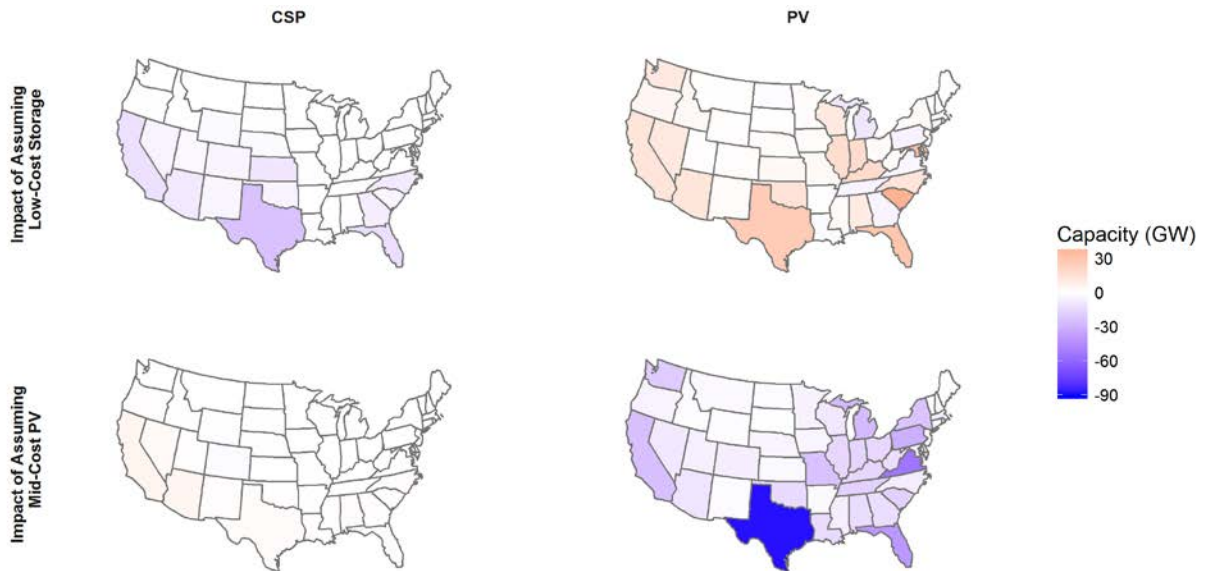 CSP
PV
Impact of Assuming
Low-Cost Storage
Impact of Assuming
Mid-Cost PV
Capacity (GW)
30
0
-30
-60
-90